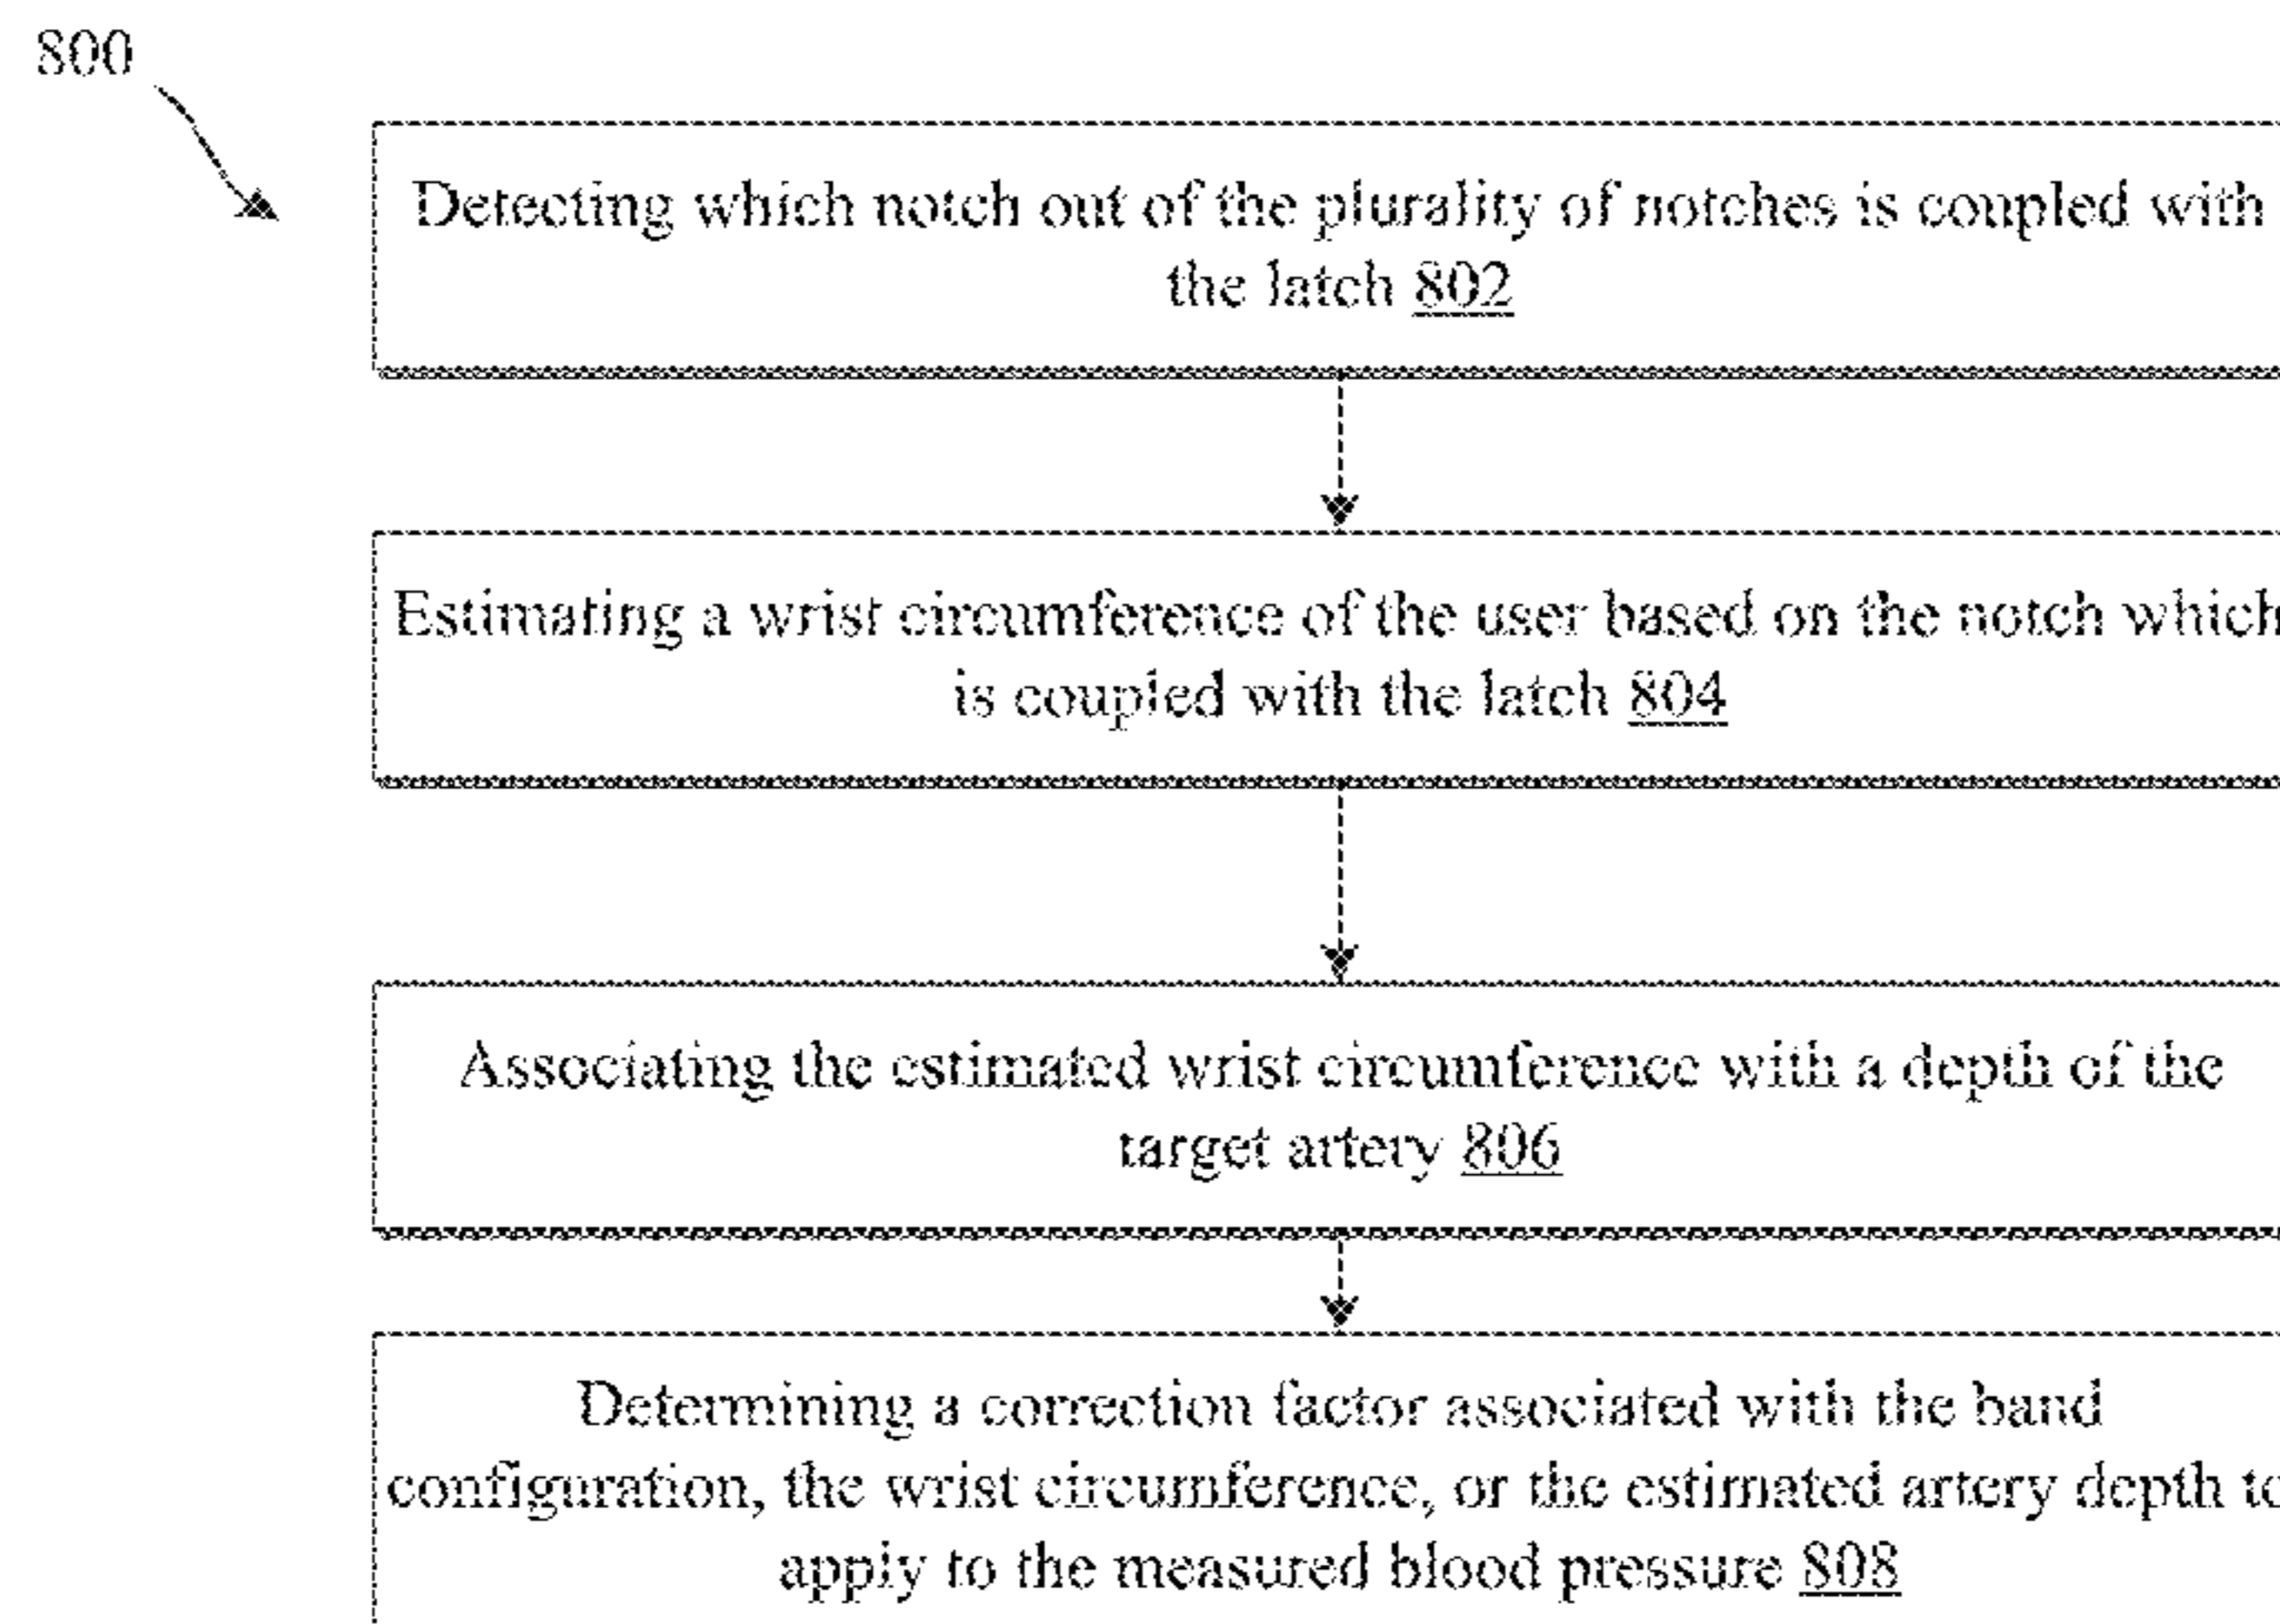 800
Detecting which notch out of the plurality of notches is coupled with
the latch 802
Estimating a wrist circumference of the user based on the notch which
is coupled with the latch 804
Associating the estimated wrist circumference with a depth of the
target artery 806
Determining a correction factor associated with the band
configuration, the wrist circumference, or the estimated artery depth to
apply to the measured blood pressure 808